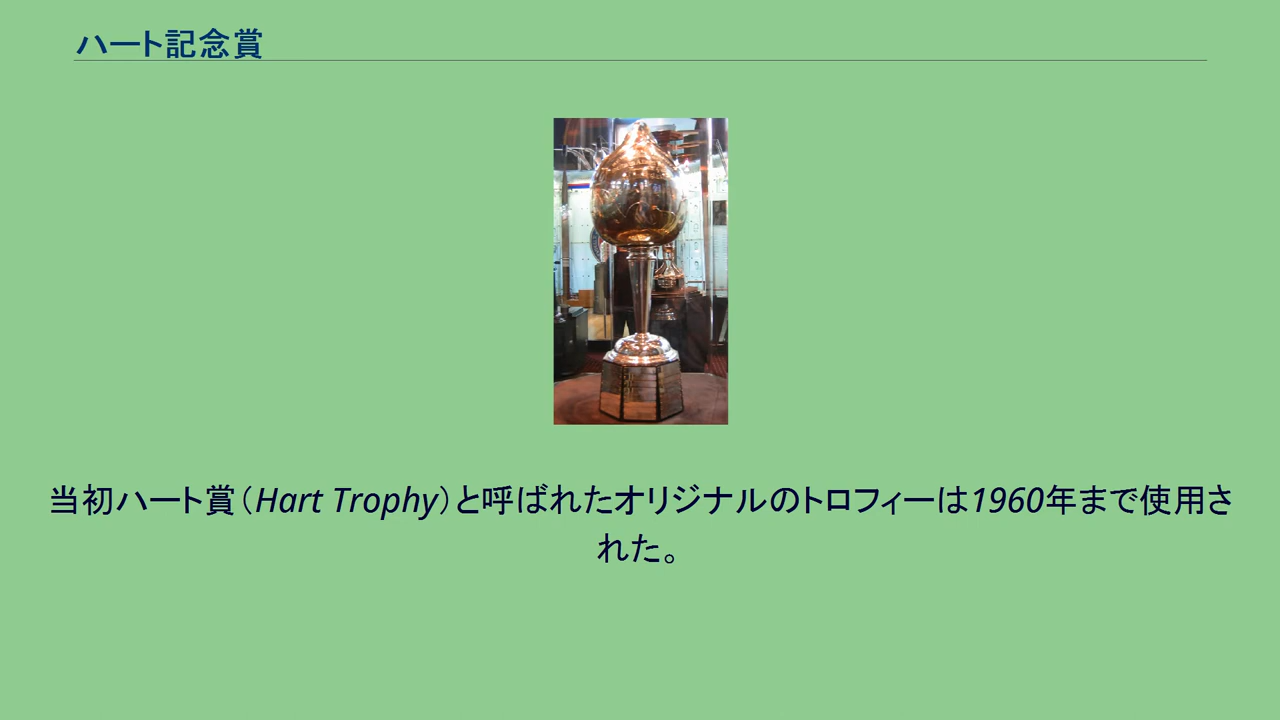 ハート記念賞
当初ハート賞（Hart Trophy）と呼ばれたオリジナルのトロフィーは1960年まで使用さ
れた。